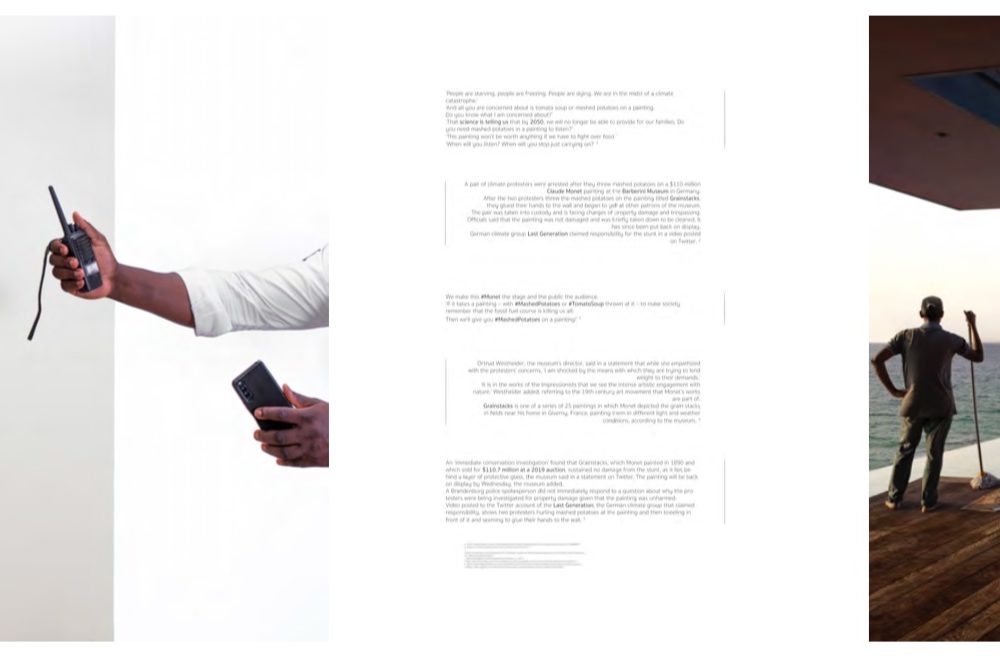 'People are starving, people are freezing. People are dying. We are in the midst of a climate
catastrophe.'
'And all you are concerned about is tomato soup or mashed potatoes on a painting.
Do you know what I am concerned about?'
'That science is telling us that by 2050, we will no longer be able to provide for our families. Do
you need mashed potatoes in a painting to listen?'
'This painting won't be worth anything if we have to fight over food.'
'When will you listen? When will you stop just carrying on?'
A pair of climate protesters were arrested after they threw mashed potatoes on a $110 million
Claude Monet painting at the Barberini Museum in Germany.
After the two protesters threw the mashed potatoes on the painting titled Grainstacks,
they glued their hands to the wall and began to yell at other patrons of the museum.
The pair was taken into custody and is facing charges of property damage and trespassing.
Officials said that the painting was not damaged and was briefly taken down to be cleaned. It
has since been put back on display.
German climate group Last Generation claimed responsibility for the stunt in a video posted
on Twitter.
We make this #Monet the stage and the public the audience.
'If it takes a painting – with #MashedPotatoes or #TomatoSoup thrown at it – to make society
remember that the fossil fuel course is killing us all:
Then we'll give you #MashedPotatoes on a painting!'
Ortrud Westheider, the museum's director, said in a statement that while she empathized
with the protesters' concerns, 'I am shocked by the means with which they are trying to lend
weight to their demands.'
'It is in the works of the Impressionists that we see the intense artistic engagement with
nature,' Westheider added, referring to the 19th century art movement that Monet's works
are part of.
Grainstacks is one of a series of 25 paintings in which Monet depicted the grain stacks
in fields near his home in Giverny, France, painting them in different light and weather
conditions, according to the museum.
An 'immediate conservation investigation' found that Grainstacks, which Monet painted in 1890 and
which sold for $110.7 million at a 2019 auction, sustained no damage from the stunt, as it lies be
hind a layer of protective glass, the museum said in a statement on Twitter. The painting will be back
on display by Wednesday, the museum added.
A Brandenburg police spokesperson did not immediately respond to a question about why the pro
testers were being investigated for property damage given that the painting was unharmed.
Video posted to the Twitter account of the Last Generation, the German climate group that claimed
responsibility, shows two protesters hurling mashed potatoes at the painting and then kneeling in
front of it and seeming to glue their hands to the wall.